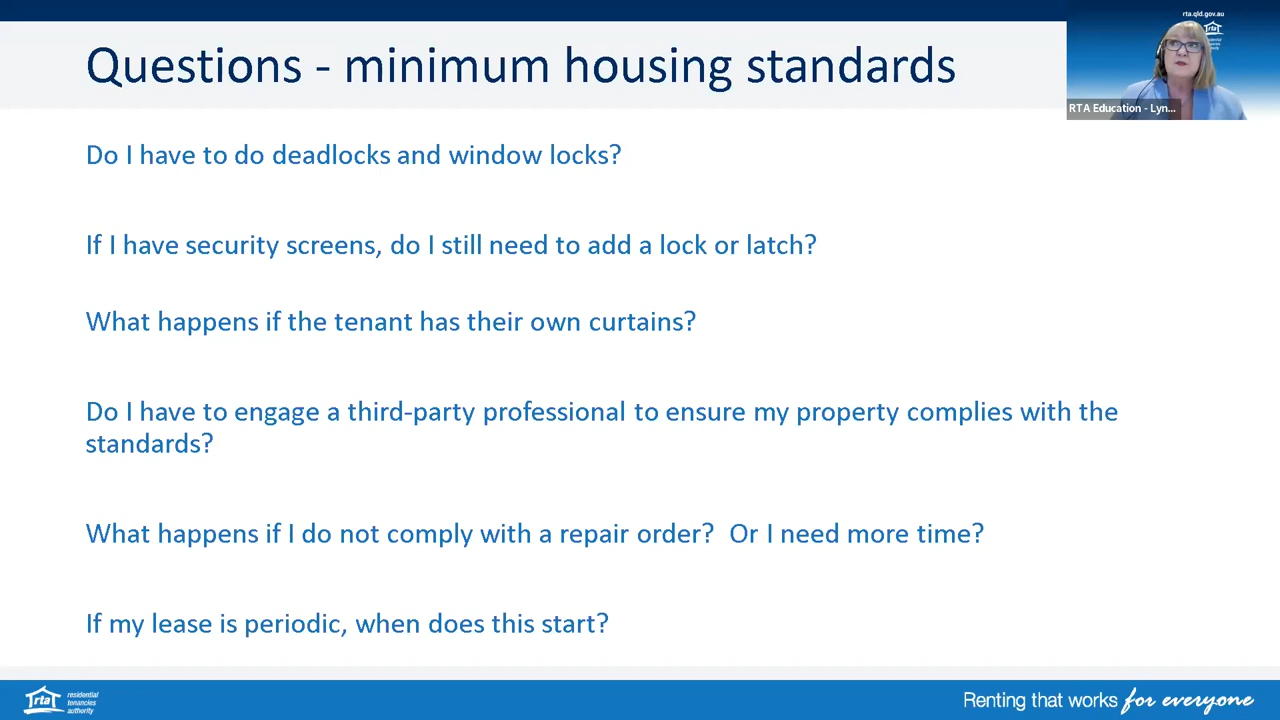 rta.qld.gov.au
Questions - minimum housing standards
RTA Education - Lyn...
Do I have to do deadlocks and window locks?
If I have security screens, do I still need to add a lock or latch?
What happens if the tenant has their own curtains?
Do I have to engage a third-party professional to ensure my property complies with the
standards?
What happens if I do not comply with a repair order?  Or I need more time?
If my lease is periodic, when does this start?
rta
residential
tenancies
authority
Renting that works for everyone